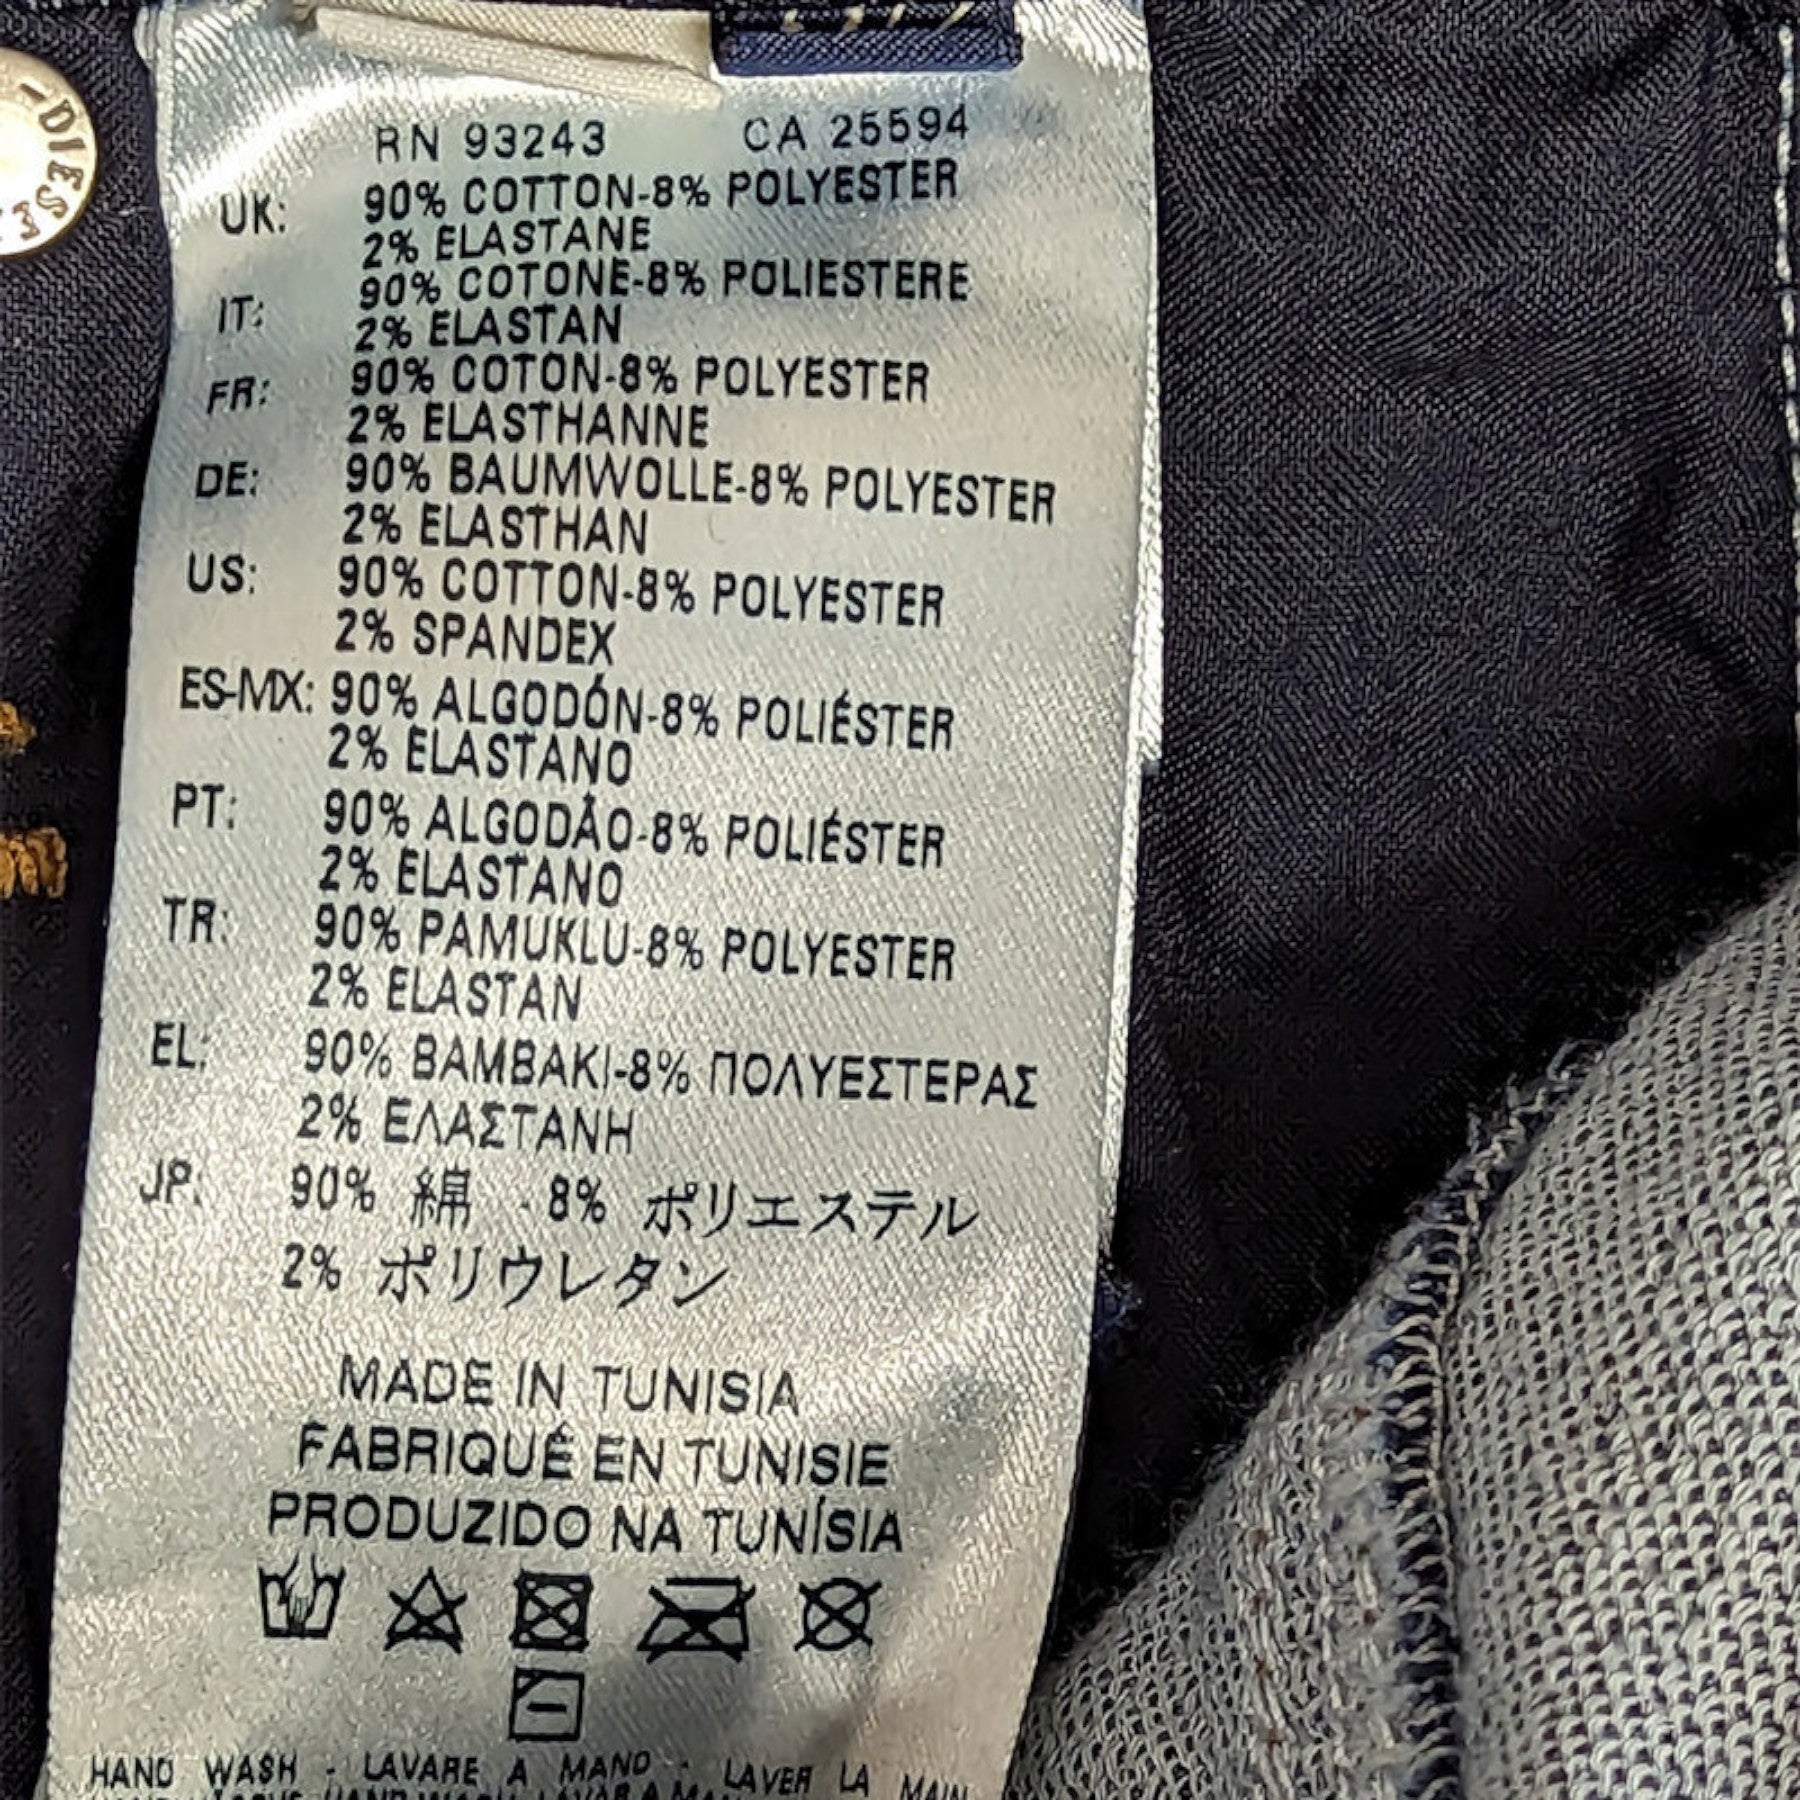 -DIES
RN 93243 CA 25594
UK: 90% COTTON-8% POLYESTER
2% ELASTANE
IT: 90% COTONE-8% POLIESTERE
2% ELASTAN
FR: 90% COTON-8% POLYESTER
2% ELASTHANNE
DE: 90% BAUMWOLLE-8% POLYESTER
2% ELASTHAN
US: 90% COTTON-8% POLYESTER
2% SPANDEX
ES-MX: 90% ALGODÓN-8% POLIÉSTER
2% ELASTANO
PT: 90% ALGODÃO-8% POLIÉSTER
2% ELASTANO
TR: 90% PAMUKLU-8% POLYESTER
2% ELASTAN
EL: 90% ΒΑΜΒΑΚΙ-8% ΠΟΛΥΕΣΤΕΡΑΣ
2% ΕΛΑΣΤΑΝΗ
JP: 90% 綿 - 8% ポリエステル
2% ポリウレタン
MADE IN TUNISIA
FABRIQUÉ EN TUNISIE
PRODUZIDO NA TUNÍSIA
HAND WASH - LAVARE A MANO - LAVER LA MAIN